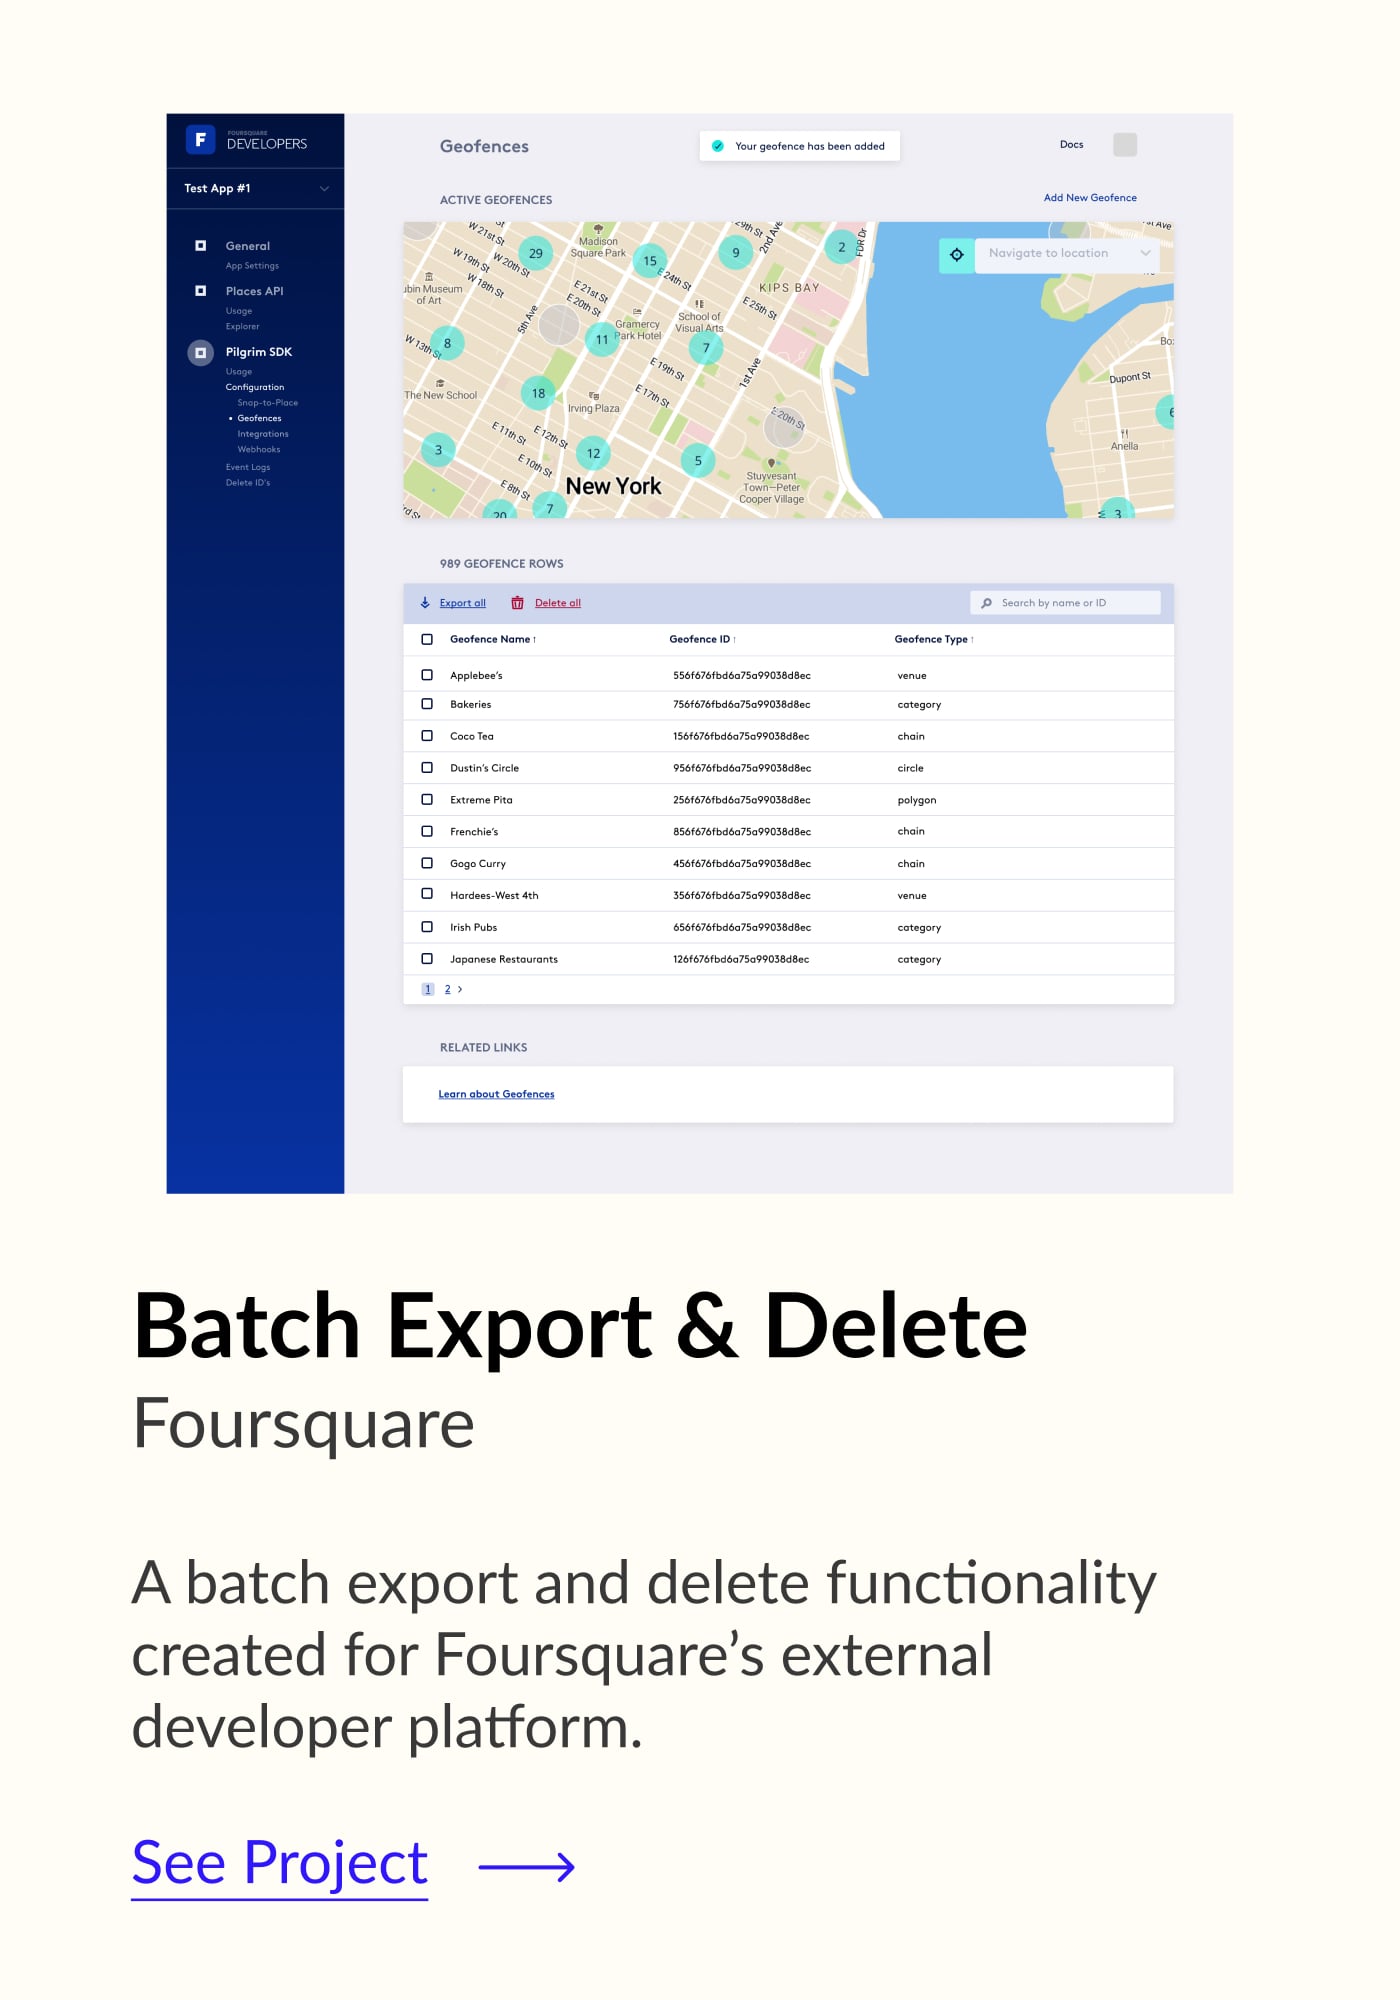 F FOURSQUARE
DEVELOPERS
Test App #1
General
App Settings
Places API
Usage
Explorer
Pilgrim SDK
Usage
Configuration
Snap-to-Place
• Geofences
Integrations
Webhooks
Event Logs
Delete ID's
Geofences
Your geofence has been added
Docs
ACTIVE GEOFENCES
Add New Geofence
Navigate to location
W 21st St
W 20th St
W 19th St
W 18th St
Madison
Square Park
29
15
9
2
29th St
2nd Ave
FDR Dr
E 24th St
KIPS BAY
E 25th St
ubin Museum
of Art
E 21st St
E 20th St
5th Ave
Gramercy
Park Hotel
School of
Visual Arts
8
11
7
W 13th St
E 19th St
E 17th St
1st Ave
The New School
18
Irving Plaza
E 20th St
Dupont St
Anella
E 11th St
E 12th St
E 10th St
3
12
5
E 8th St
New York
Stuyvesant
Town—Peter
Cooper Village
20
7
3
989 GEOFENCE ROWS
Export all Delete all Search by name or ID
Geofence Name ↑ Geofence ID ↑ Geofence Type ↑
Applebee's 556f676fbd6a75a99038d8ec venue
Bakeries 756f676fbd6a75a99038d8ec category
Coco Tea 156f676fbd6a75a99038d8ec chain
Dustin's Circle 956f676fbd6a75a99038d8ec circle
Extreme Pita 256f676fbd6a75a99038d8ec polygon
Frenchie's 856f676fbd6a75a99038d8ec chain
Gogo Curry 456f676fbd6a75a99038d8ec chain
Hardees-West 4th 356f676fbd6a75a99038d8ec venue
Irish Pubs 656f676fbd6a75a99038d8ec category
Japanese Restaurants 126f676fbd6a75a99038d8ec category
1 2 >
RELATED LINKS
Learn about Geofences
Batch Export & Delete
Foursquare
A batch export and delete functionality
created for Foursquare’s external
developer platform.
See Project